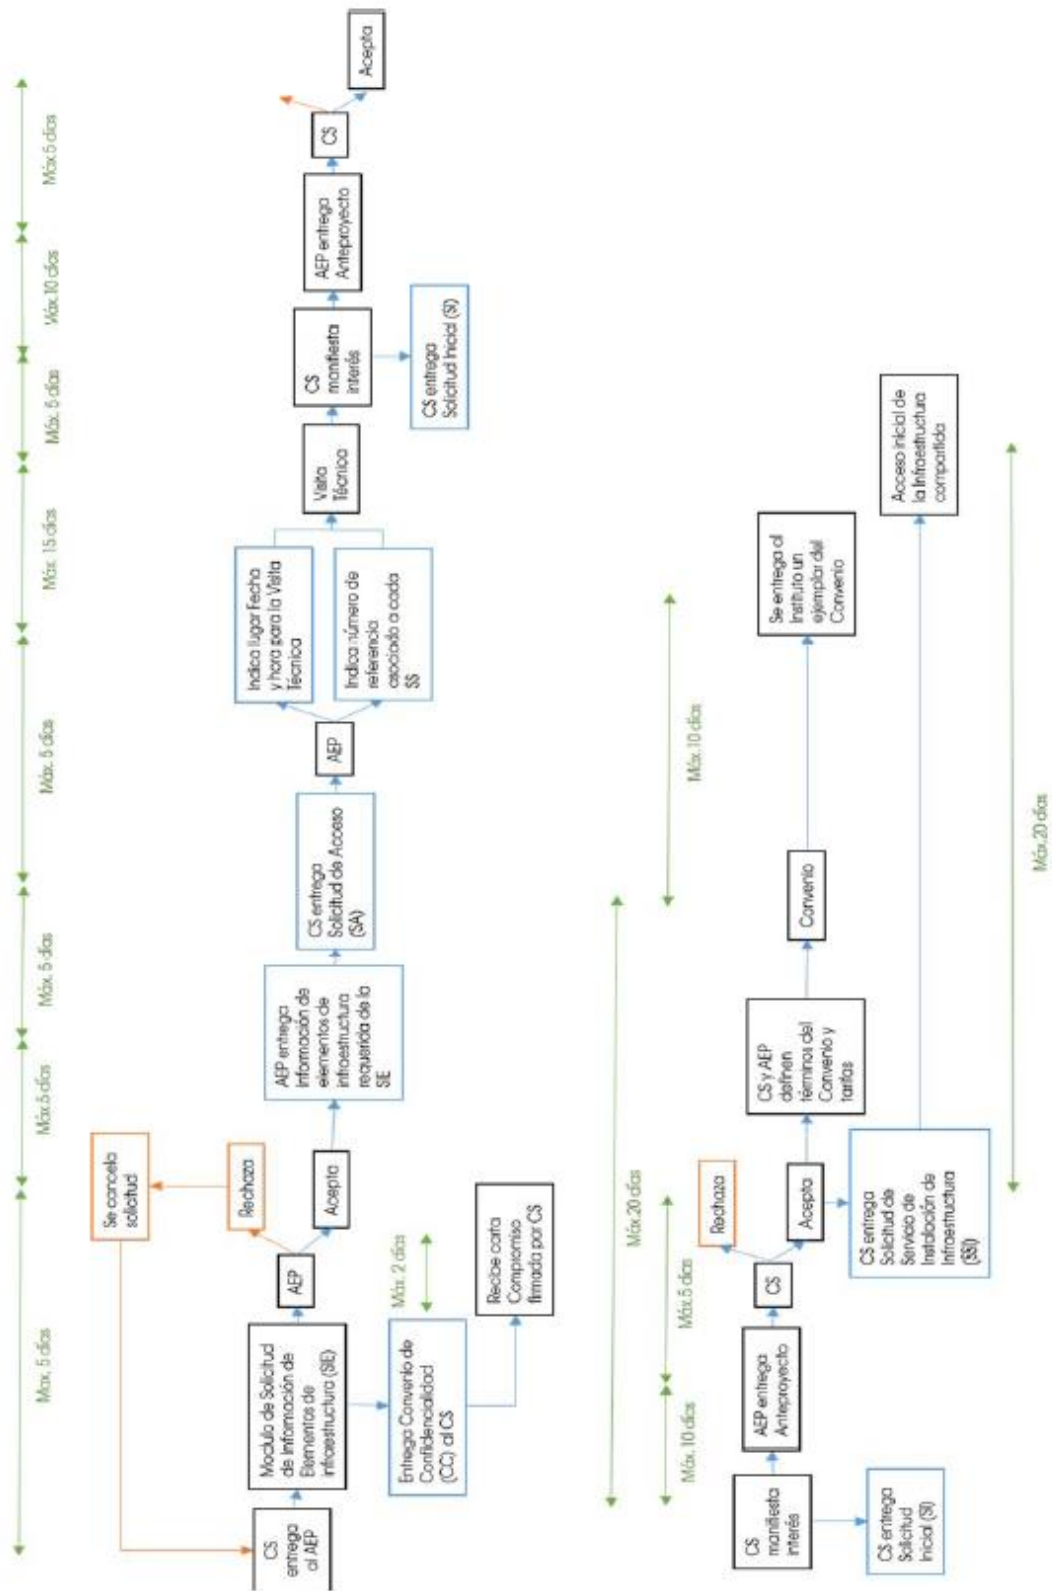 Max. 5 días
Máx.5 días
Máx. 5 días
Máx. 5 días
Máx. 15 días
Máx. 5 días
Máx.10 días
Máx.5 días
Se cancela
solicitud
CS
entrega
al AEP
Modulo de Solicitud
de Información de
Elementos de
Infraestructura (SIE)
AEP
Rechaza
Acepta
AEP entrega
Información de
elementos de
infraestructura
requerida de la
SIE
CS entrega
Solicitud de Acceso
(SA)
AEP
Indica lugar Fecha
y hora para la Visita
Técnica
Indica número de
referencia
asociado a cada
SS
Visita
Técnica
CS
manifiesta
interés
AEP entrega
Anteproyecto
CS
Acepta
CS entrega
Solicitud Inicial (SI)
Entrega Convenio de
Confidencialidad
(CC) al CS
Máx. 2 días
Recibe carta
Compromiso
firmada por CS
Máx.20 días
Máx.10 días
Máx.5 días
Máx.10 días
CS
manifiesta
interés
AEP entrega
Anteproyecto
CS
Rechaza
Acepta
CS y AEP
definen
términos del
Convenio y
tarifas
Convenio
Se entrega al
Instituto un
ejemplar del
Convenio
CS entrega
Solicitud
Inicial (SI)
CS entrega
Solicitud de
Servicio de
Instalación de
Infraestructura
(SSI)
Acceso inicial de
la Infraestructura
compartida
Máx.20 días